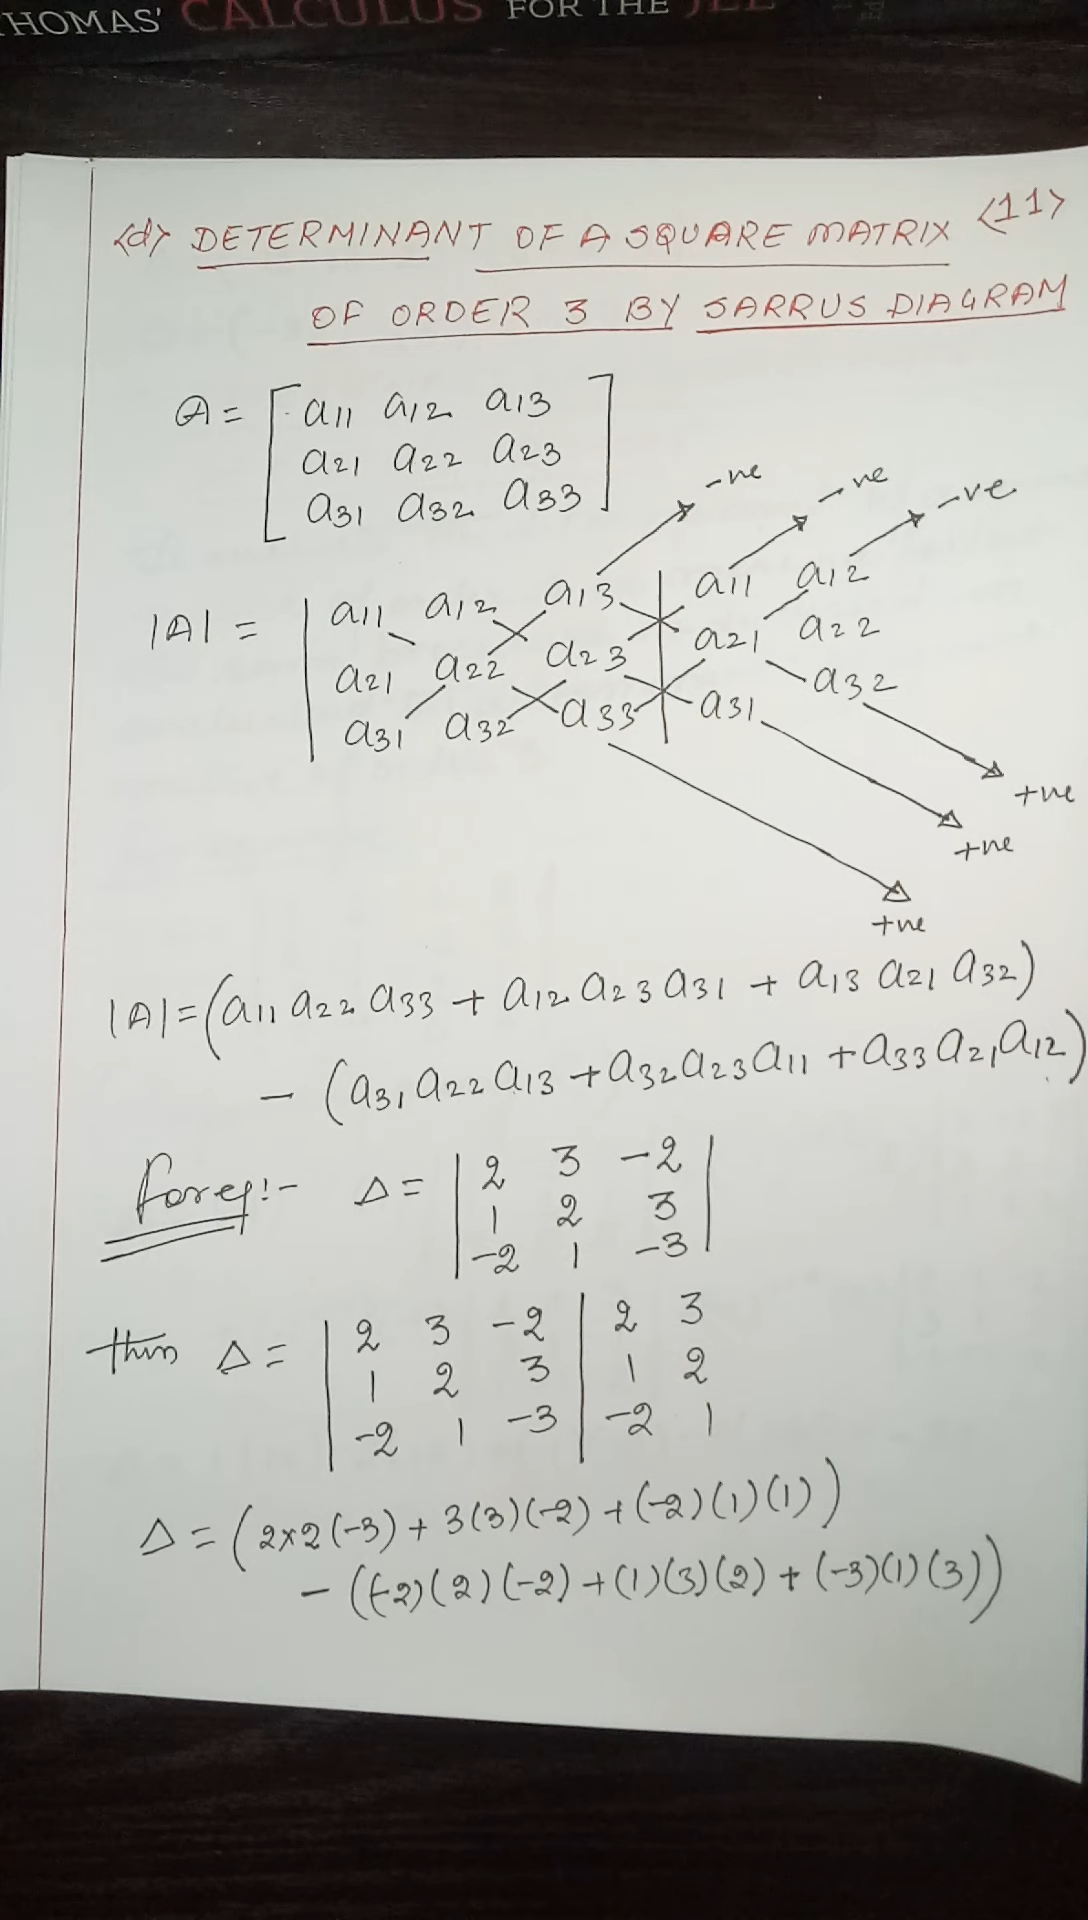 HOMAS' CALCULUS FOR THE JEE
<d> DETERMINANT OF A SQUARE MATRIX <11>
OF ORDER 3 BY SARRUS DIAGRAM
A = [ a11 a12 a13
a21 a22 a23
a31 a32 a33 ]
-ve -ve -ve
|A| = | a11 a12 a13 | a11 a12
a21 a22 a23 | a21 a22
a31 a32 a33 | a31 a32
+ve
+ve
+ve
|A| = (a11 a22 a33 + a12 a23 a31 + a13 a21 a32)
- (a31 a22 a13 + a32 a23 a11 + a33 a21 a12)
For eg:- Δ = | 2 3 -2 |
1 2 3
-2 1 -3
then Δ = | 2 3 -2 | 2 3
1 2 3 | 1 2
-2 1 -3 | -2 1
Δ = (2×2(-3) + 3(3)(-2) + (-2)(1)(1))
- ((-2)(2)(-2) + (1)(3)(2) + (-3)(1)(3))